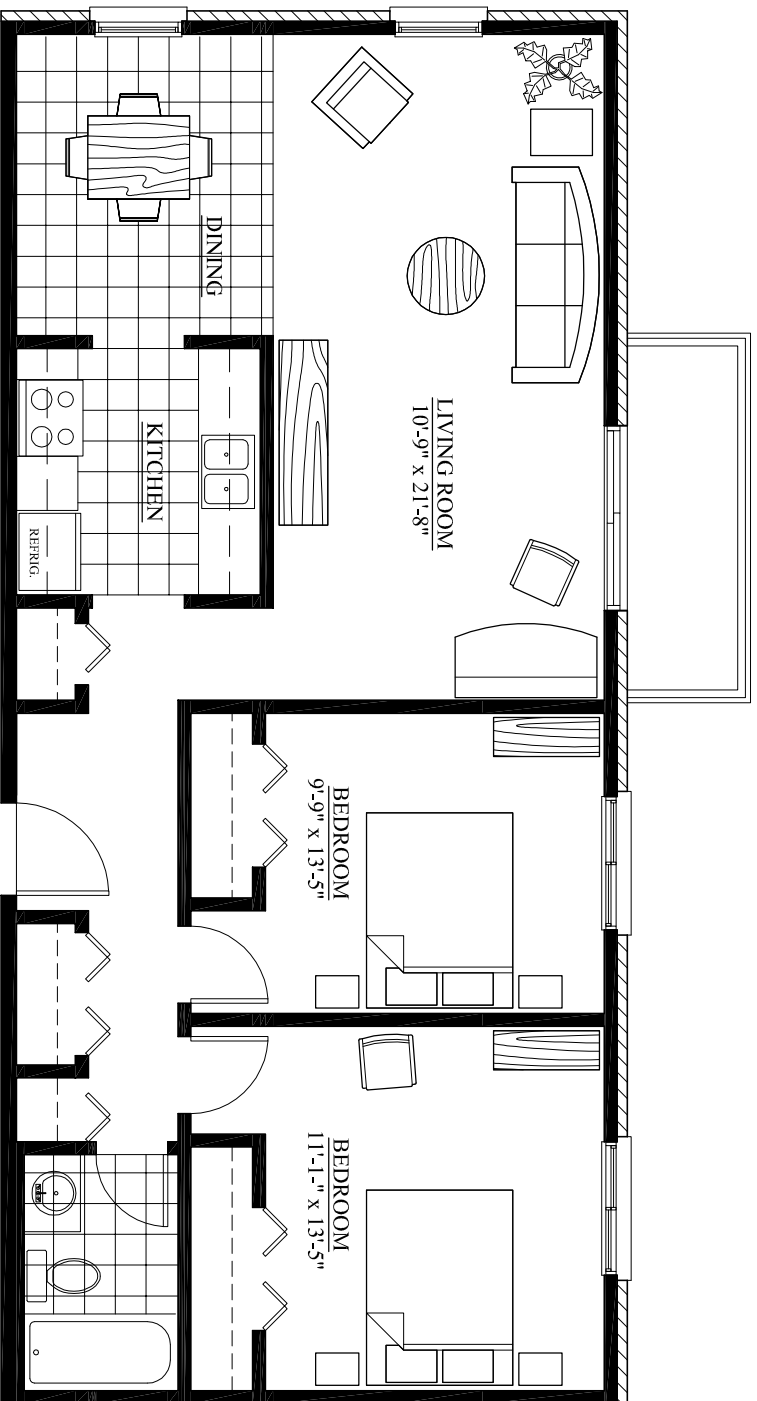 DINING
KITCHEN
REFRIG.
LIVING ROOM
10'-9" x 21'-8"
BEDROOM
9'-9" x 13'-5"
BEDROOM
11'-1-" x 13'-5"